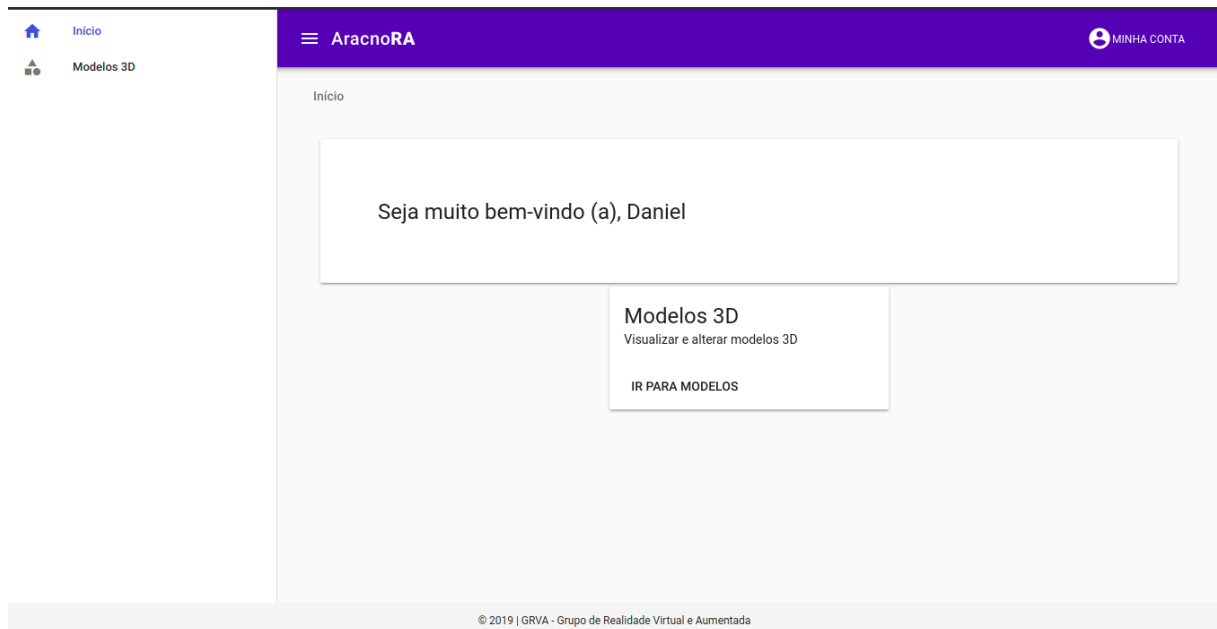 Início
Modelos 3D
AracnoRA
MINHA CONTA
Início
Seja muito bem-vindo (a), Daniel
Modelos 3D
Visualizar e alterar modelos 3D
IR PARA MODELOS
© 2019 | GRVA - Grupo de Realidade Virtual e Aumentada